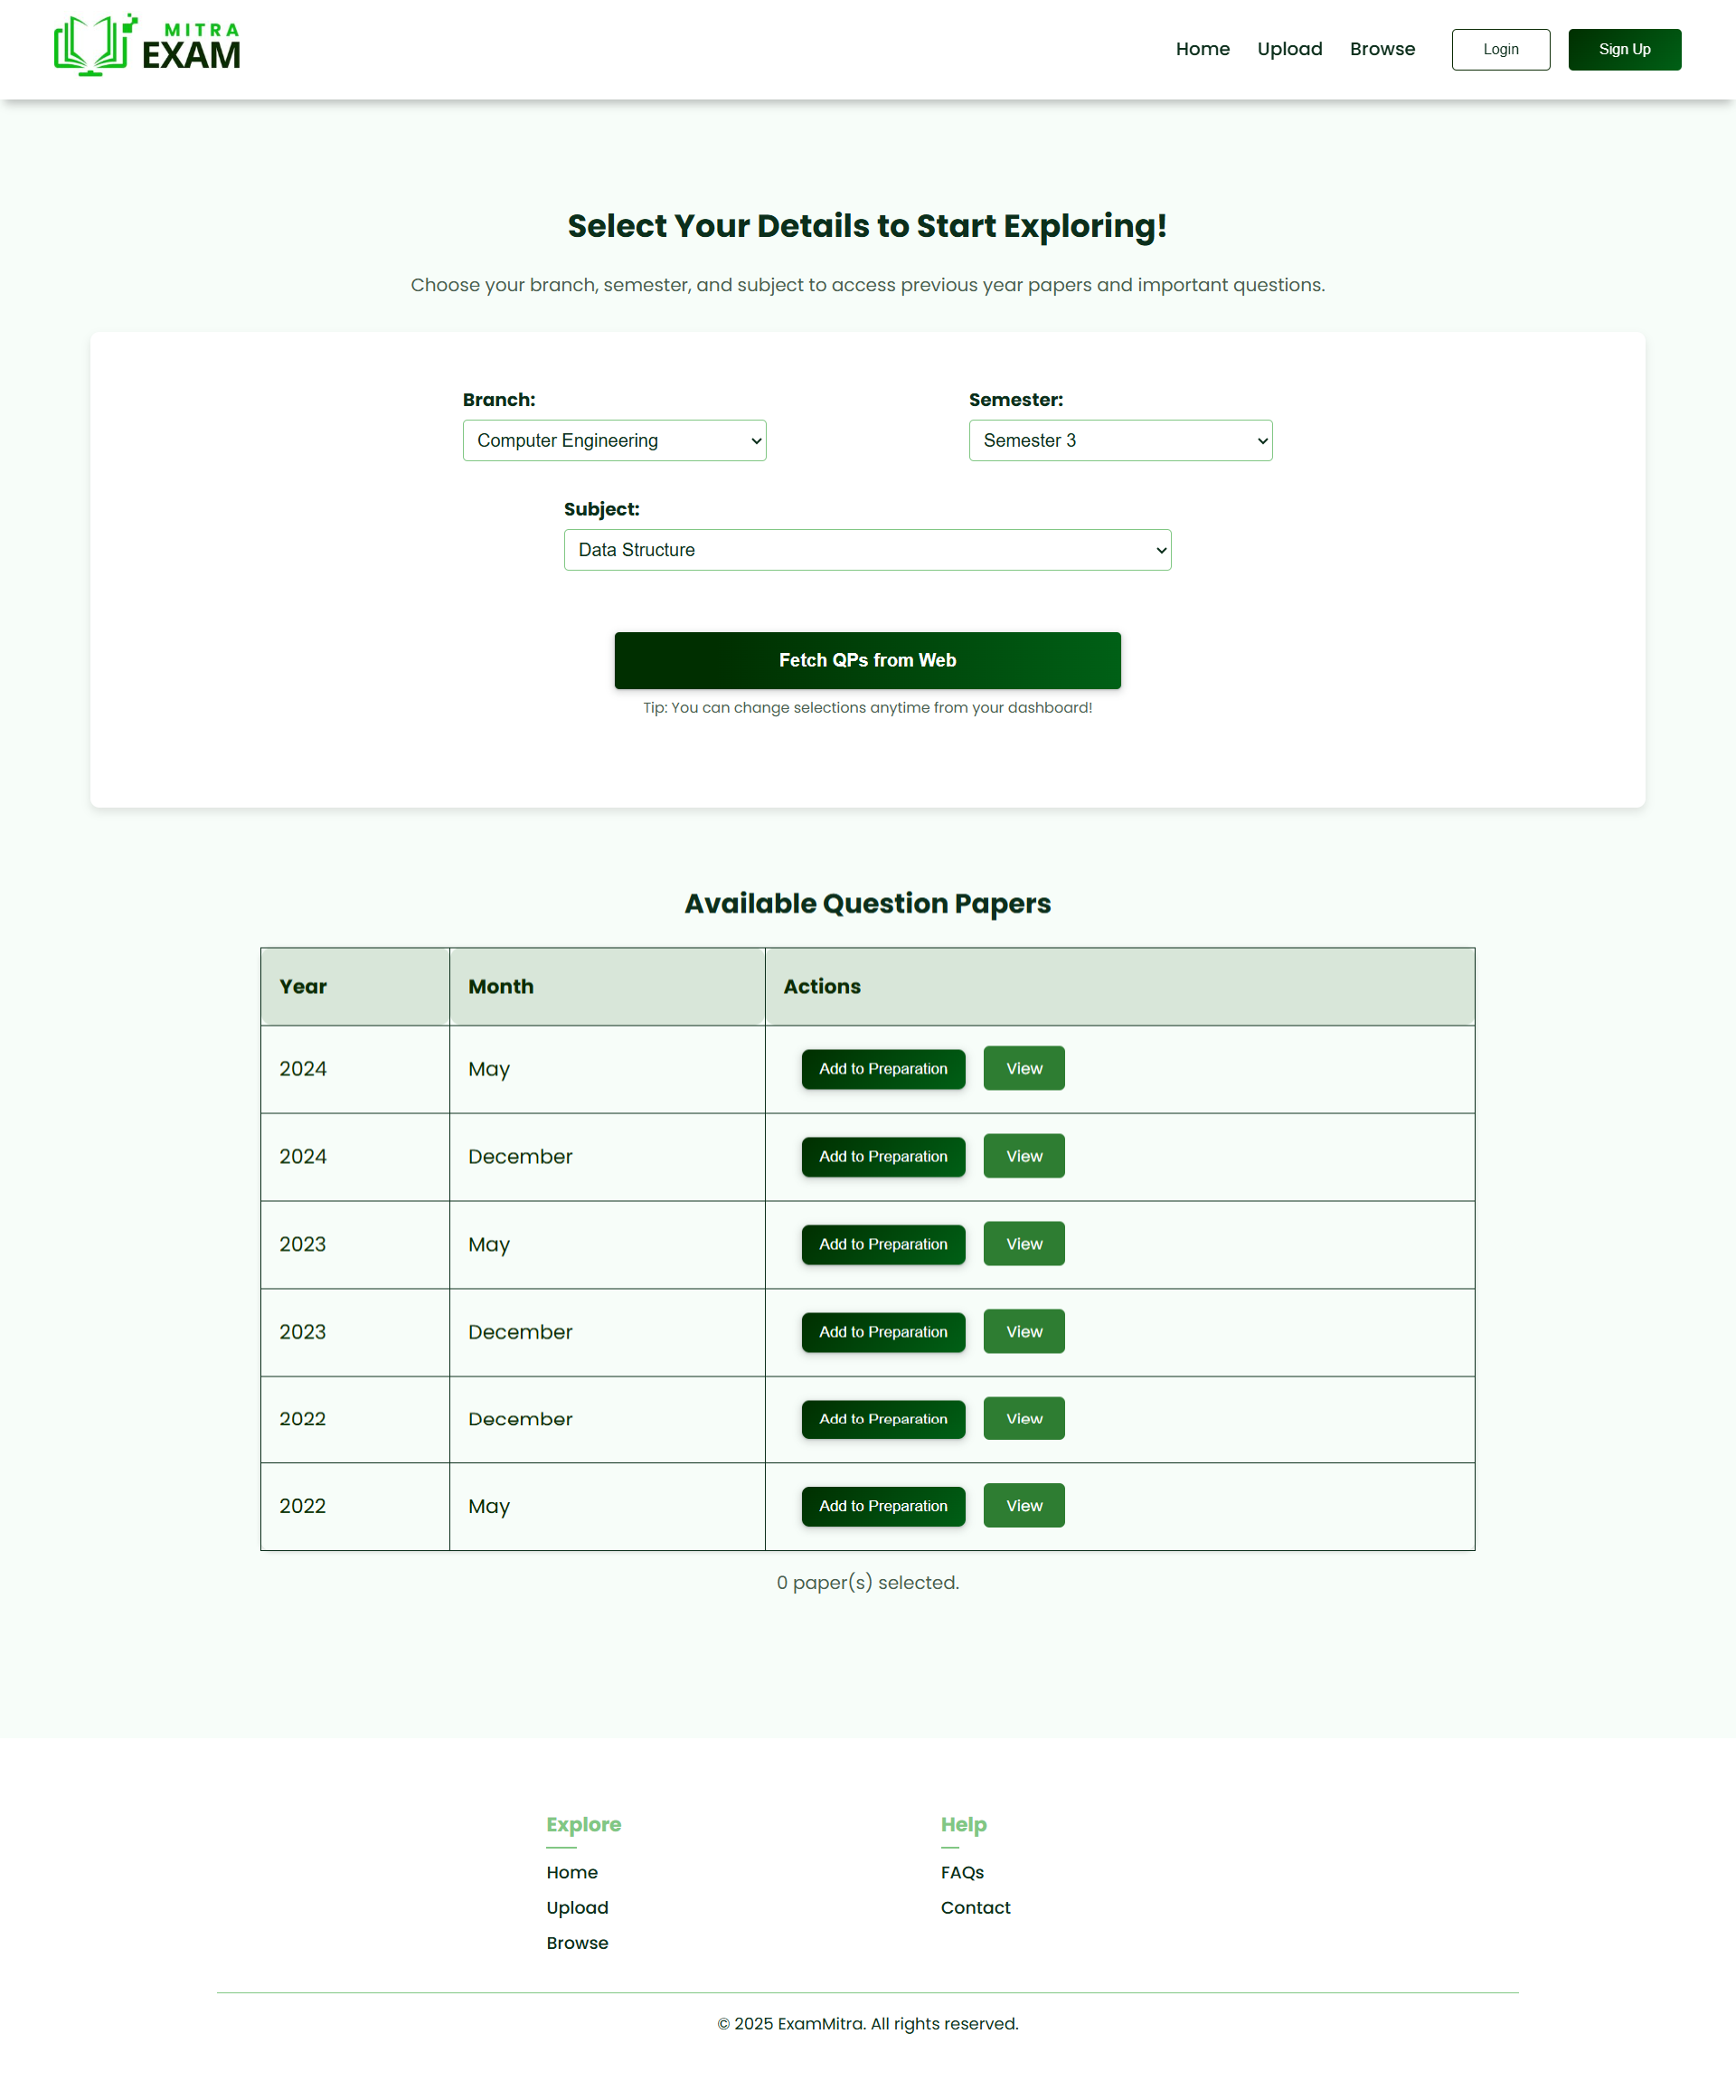 MITRA
EXAM
Home Upload Browse Login Sign Up
Select Your Details to Start Exploring!
Choose your branch, semester, and subject to access previous year papers and important questions.
Branch: Semester:
Computer Engineering Semester 3
Subject:
Data Structure
Fetch QPs from Web
Tip: You can change selections anytime from your dashboard!
Available Question Papers
Year Month Actions
2024 May Add to Preparation View
2024 December Add to Preparation View
2023 May Add to Preparation View
2023 December Add to Preparation View
2022 December Add to Preparation View
2022 May Add to Preparation View
0 paper(s) selected.
Explore Help
Home FAQs
Upload Contact
Browse
© 2025 ExamMitra. All rights reserved.